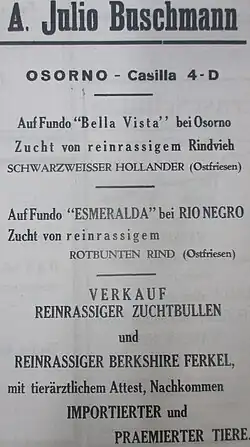 A. Julio Buschmann
OSORNO - Casilla 4-D
Auf Fundo "Bella Vista" bei Osorno
Zucht von reinrassigem Rindvieh
SCHWARZWEISSER HOLLANDER (Ostfriesen)
Auf Fundo "ESMERALDA" bei RIO NEGRO
Zucht von reinrassigem
ROTBUNTEN RIND (Ostfriesen)
VERKAUF
REINRASSIGER ZUCHTBULLEN
und
REINRASSIGER BERKSHIRE FERKEL,
mit tierärztlichem Attest, Nachkommen
IMPORTIERTER und
PRAEMIERTER TIERE.